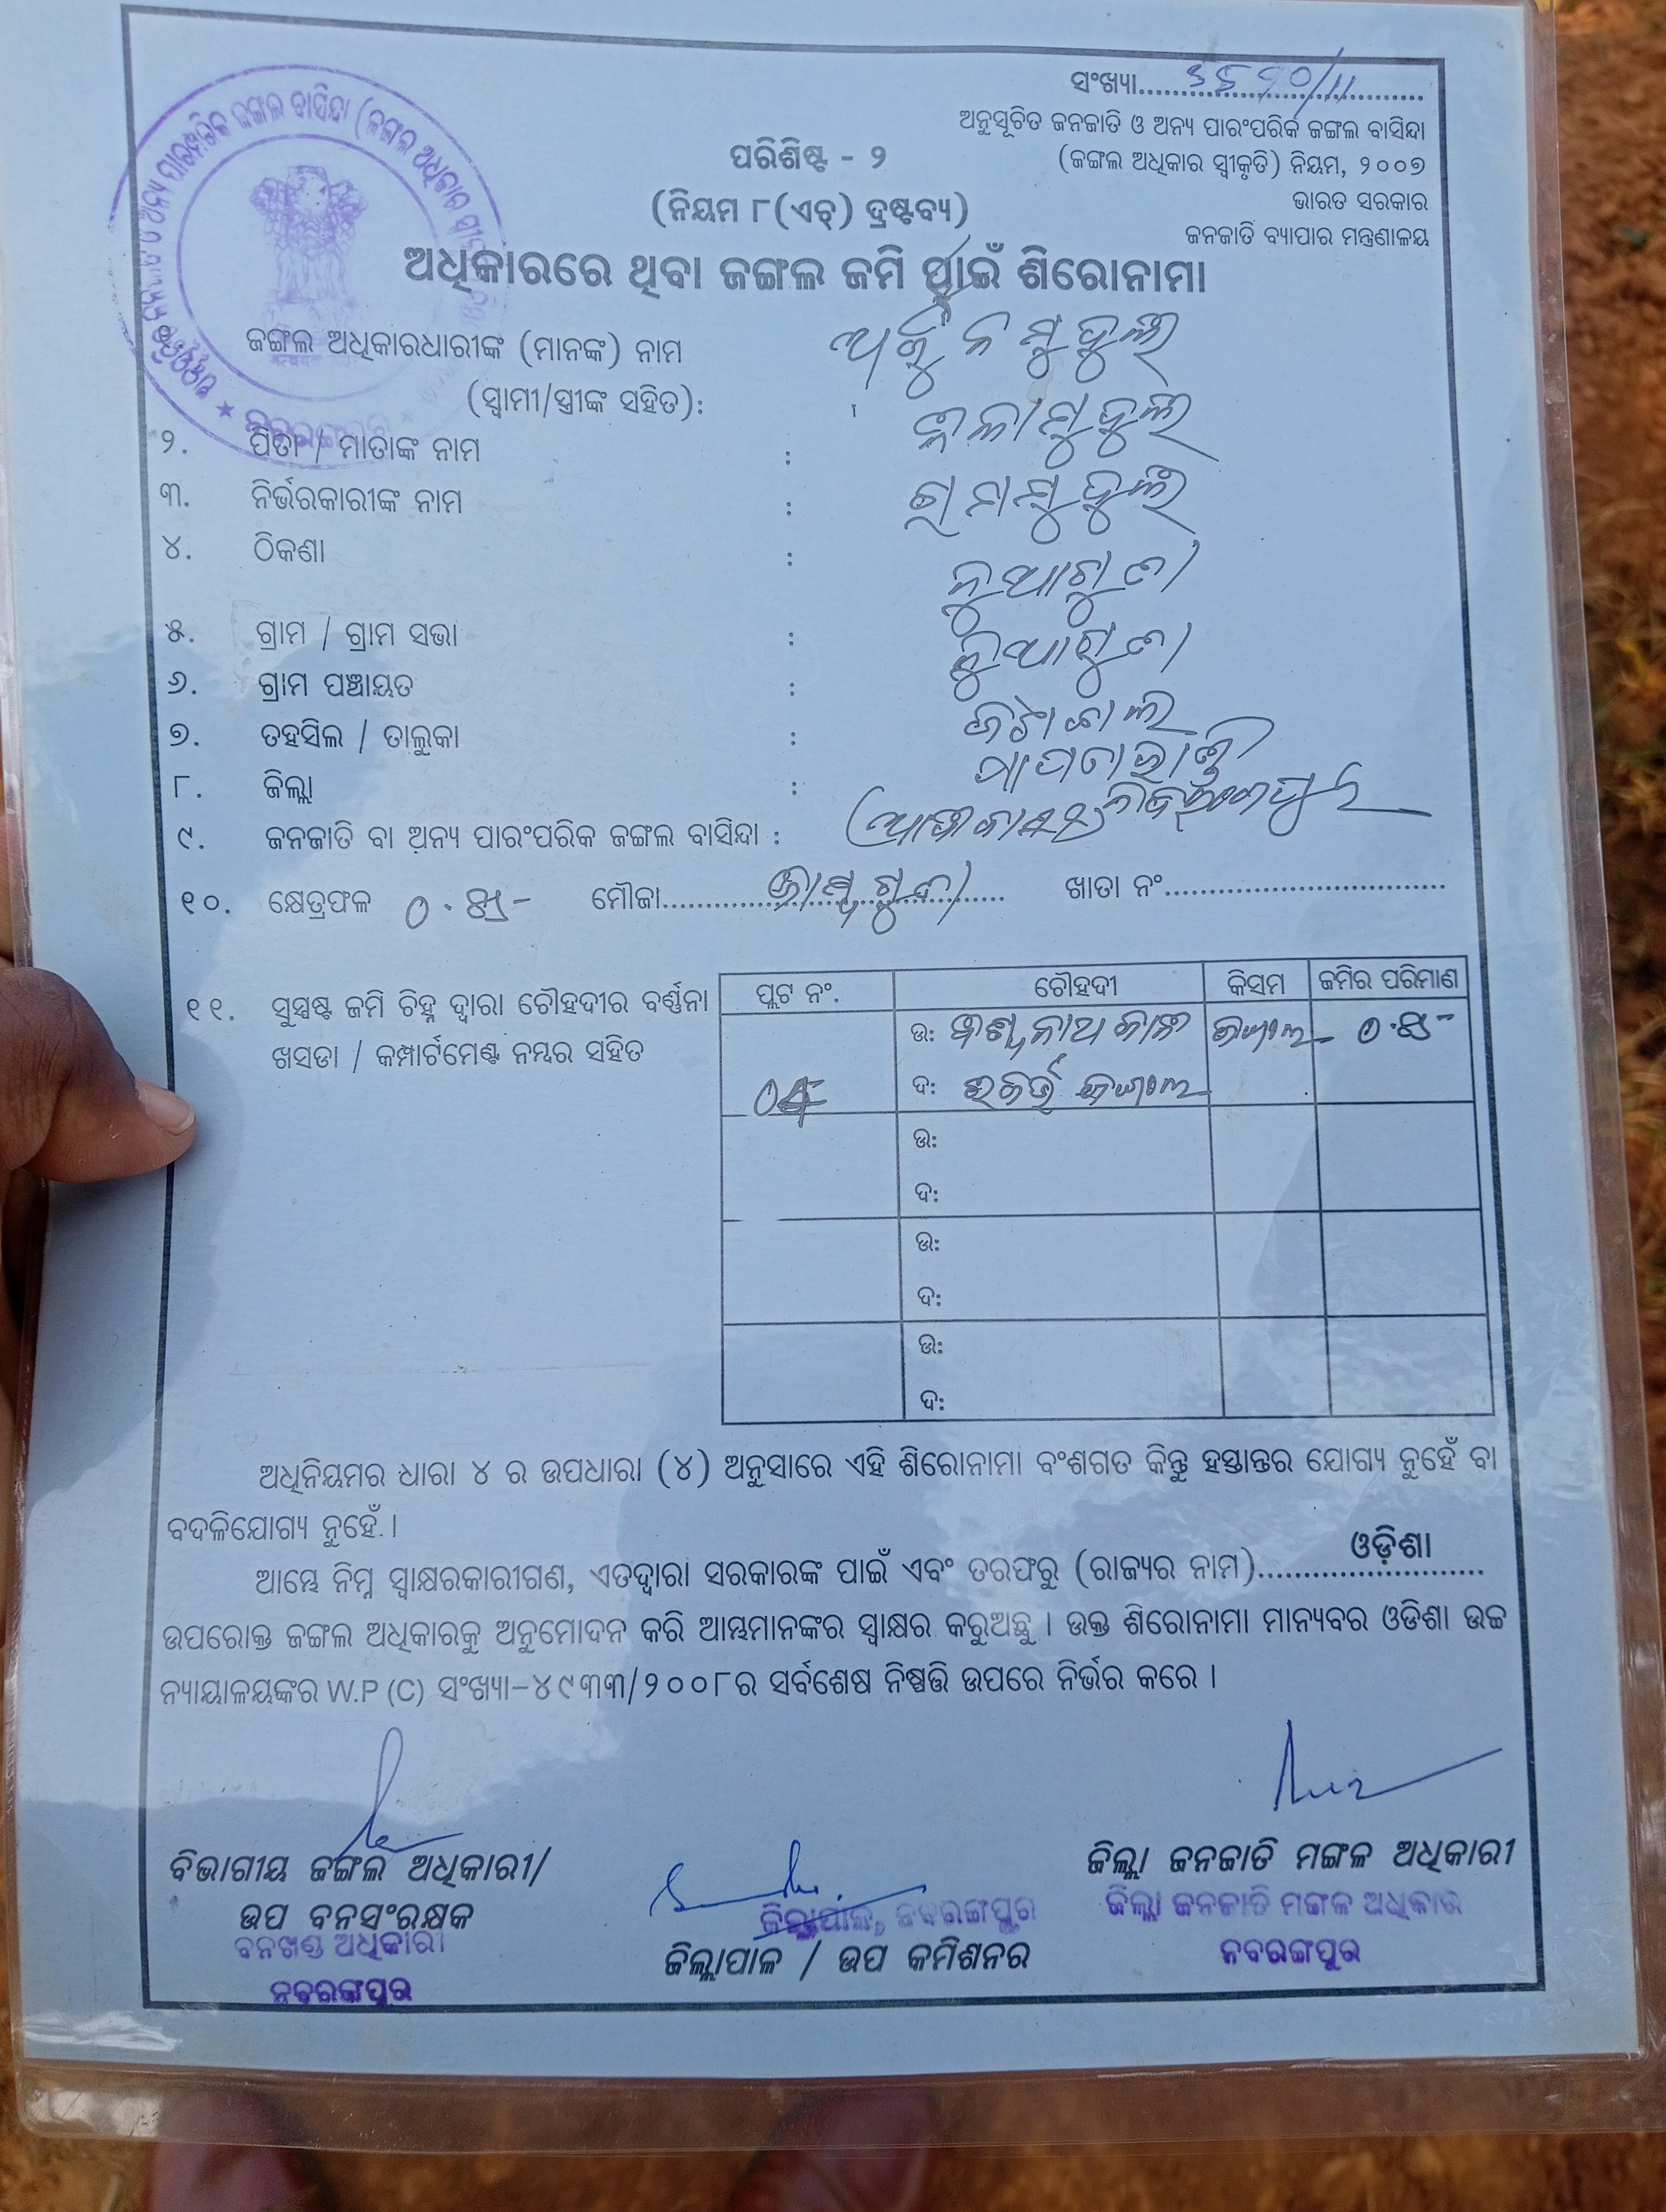 ସଂଖ୍ୟା....................................
ଅନୁସୂଚିତ ଜନଜାତି ଓ ଅନ୍ୟ ପାରଂପରିକ ଜଙ୍ଗଲ ବାସିନ୍ଦା
(ଜଙ୍ଗଲ ଅଧିକାର ସ୍ୱୀକୃତି) ନିୟମ, ୨୦୦୭
ଭାରତ ସରକାର
ଜନଜାତି ବ୍ୟାପାର ମନ୍ତ୍ରଣାଳୟ
ପରିଶିଷ୍ଟ - ୨
(ନିୟମ ୮(ଏଚ୍) ଦ୍ରଷ୍ଟବ୍ୟ)
ଅଧିକାରରେ ଥିବା ଜଙ୍ଗଲ ଜମି ପାଇଁ ଶିରୋନାମା
ଜଙ୍ଗଲ ଅଧିକାରଧାରୀଙ୍କ (ମାନଙ୍କ) ନାମ ଅର୍ଜୁନ ମୁଦୁଲି
(ସ୍ୱାମୀ/ସ୍ତ୍ରୀଙ୍କ ସହିତ):
୨. ପିତା / ମାତାଙ୍କ ନାମ : ମୁଦୁଲି
୩. ନିର୍ଭରକାରୀଙ୍କ ନାମ : ମୁଦୁଲି
୪. ଠିକଣା : ନୁଆଗୁଡା
୫. ଗ୍ରାମ / ଗ୍ରାମ ସଭା : ନୁଆଗୁଡା
୬. ଗ୍ରାମ ପଞ୍ଚାୟତ :
୭. ତହସିଲ / ତାଲୁକା :
୮. ଜିଲ୍ଲା :
୯. ଜନଜାତି ବା ଅନ୍ୟ ପାରଂପରିକ ଜଙ୍ଗଲ ବାସିନ୍ଦା :
୧୦. କ୍ଷେତ୍ରଫଳ ମୌଜା.................................... ଖାତା ନଂ..............................
୧୧. ସୁସ୍ପଷ୍ଟ ଜମି ଚିହ୍ନ ଦ୍ୱାରା ଚୌହଦୀର ବର୍ଣ୍ଣନା
ଖସଡା / କମ୍ପାର୍ଟମେଣ୍ଟ ନମ୍ବର ସହିତ
ପ୍ଲଟ ନଂ. ଚୌହଦୀ କିସମ ଜମିର ପରିମାଣ
ଉ:
ଦ:
ଉ:
ଦ:
ଉ:
ଦ:
ଉ:
ଦ:
ଅଧିନିୟମର ଧାରା ୪ ର ଉପଧାରା (୪) ଅନୁସାରେ ଏହି ଶିରୋନାମା ବଂଶଗତ କିନ୍ତୁ ହସ୍ତାନ୍ତର ଯୋଗ୍ୟ ନୁହେଁ ବା
ବଦଳିଯୋଗ୍ୟ ନୁହେଁ.।
ଆମ୍ଭେ ନିମ୍ନ ସ୍ୱାକ୍ଷରକାରୀଗଣ, ଏତଦ୍ୱାରା ସରକାରଙ୍କ ପାଇଁ ଏବଂ ତରଫରୁ (ରାଜ୍ୟର ନାମ)......ଓଡ଼ିଶା......
ଉପରୋକ୍ତ ଜଙ୍ଗଲ ଅଧିକାରକୁ ଅନୁମୋଦନ କରି ଆମ୍ଭମାନଙ୍କର ସ୍ୱାକ୍ଷର କରୁଅଛୁ । ଉକ୍ତ ଶିରୋନାମା ମାନ୍ୟବର ଓଡିଶା ଉଚ୍ଚ
ନ୍ୟାୟାଳୟଙ୍କର W.P (C) ସଂଖ୍ୟା-୪୯୩୩/୨୦୦୮ର ସର୍ବଶେଷ ନିଷ୍ପତ୍ତି ଉପରେ ନିର୍ଭର କରେ ।
ବିଭାଗୀୟ ଜଙ୍ଗଲ ଅଧିକାରୀ/
ଉପ ବନସଂରକ୍ଷକ
ବନଖଣ୍ଡ ଅଧିକାରୀ
ନବରଙ୍ଗପୁର
ଜିଲ୍ଲାପାଳ, ନବରଙ୍ଗପୁର
ଜିଲ୍ଲାପାଳ / ଉପ କମିଶନର
ଜିଲ୍ଲା ଜନଜାତି ମଙ୍ଗଳ ଅଧିକାରୀ
ଜିଲ୍ଲା ଜନଜାତି ମଙ୍ଗଳ ଅଧିକାରୀ
ନବରଙ୍ଗପୁର